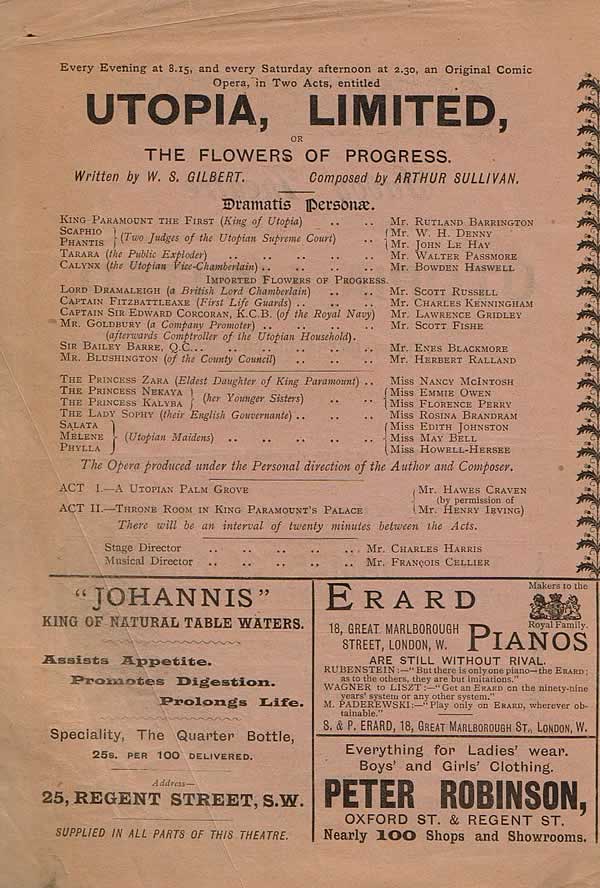 Every Evening at 8.15, and every Saturday afternoon at 2.30, an Original Comic
Opera, in Two Acts, entitled
UTOPIA, LIMITED,
OR
THE FLOWERS OF PROGRESS.
Written by W. S. GILBERT. Composed by ARTHUR SULLIVAN.
Dramatis Personæ.
KING PARAMOUNT THE FIRST (King of Utopia) .. .. MR. RUTLAND BARRINGTON
SCAPHIO } (Two Judges of the Utopian Supreme Court) .. { MR. W. H. DENNY
PHANTIS } { MR. JOHN LE HAY
TARARA (the Public Exploder) .. .. .. .. .. MR. WALTER PASSMORE
CALYNX (the Utopian Vice-Chamberlain) .. .. .. .. MR. BOWDEN HASWELL
IMPORTED FLOWERS OF PROGRESS.
LORD DRAMALEIGH (a British Lord Chamberlain) .. .. MR. SCOTT RUSSELL
CAPTAIN FITZBATTLEAXE (First Life Guards) .. .. .. MR. CHARLES KENNINGHAM
CAPTAIN SIR EDWARD CORCORAN, K.C.B. (of the Royal Navy) MR. LAWRENCE GRIDLEY
MR. GOLDBURY (a Company Promoter) .. .. .. .. MR. SCOTT FISHE
(afterwards Comptroller of the Utopian Household).
SIR BAILEY BARRE, Q.C... .. .. .. .. .. MR. ENES BLACKMORE
MR. BLUSHINGTON (of the County Council) .. .. .. MR. HERBERT RALLAND
THE PRINCESS ZARA (Eldest Daughter of King Paramount) .. MISS NANCY MCINTOSH
THE PRINCESS NEKAYA } (her Younger Sisters) .. .. { MISS EMMIE OWEN
THE PRINCESS KALYBA } { MISS FLORENCE PERRY
THE LADY SOPHY (their English Gouvernante) .. .. .. MISS ROSINA BRANDRAM
SALATA } { MISS EDITH JOHNSTON
MELENE } (Utopian Maidens) .. .. .. .. { MISS MAY BELL
PHYLLA } { MISS HOWELL-HERSEE
The Opera produced under the Personal direction of the Author and Composer.
ACT I.—A UTOPIAN PALM GROVE { MR. HAWES CRAVEN
(by permission of
ACT II.—THRONE ROOM IN KING PARAMOUNT'S PALACE { MR. HENRY IRVING)
There will be an interval of twenty minutes between the Acts.
Stage Director .. .. .. .. .. MR. CHARLES HARRIS
Musical Director .. .. .. .. .. MR. FRANÇOIS CELLIER
"JOHANNIS"
KING OF NATURAL TABLE WATERS.
Assists Appetite.
Promotes Digestion.
Prolongs Life.
Speciality, The Quarter Bottle,
25s. PER 100 DELIVERED.
Address—
25, REGENT STREET, S.W.
SUPPLIED IN ALL PARTS OF THIS THEATRE.
Makers to the
Royal Family.
ERARD
18, GREAT MARLBOROUGH
STREET, LONDON, W.
PIANOS
ARE STILL WITHOUT RIVAL.
RUBENSTEIN:—"But there is only one piano—the ERARD;
as to the others, they are but imitations."
WAGNER to LISZT:—"Get an ERARD on the ninety-nine
years' system or any other system."
M. PADEREWSKI:—"Play only on ERARD, wherever ob-
tainable."
S. & P. ERARD, 18, GREAT MARLBOROUGH ST., LONDON, W.
Everything for Ladies' wear.
Boys' and Girls' Clothing.
PETER ROBINSON,
OXFORD ST. & REGENT ST.
Nearly 100 Shops and Showrooms.